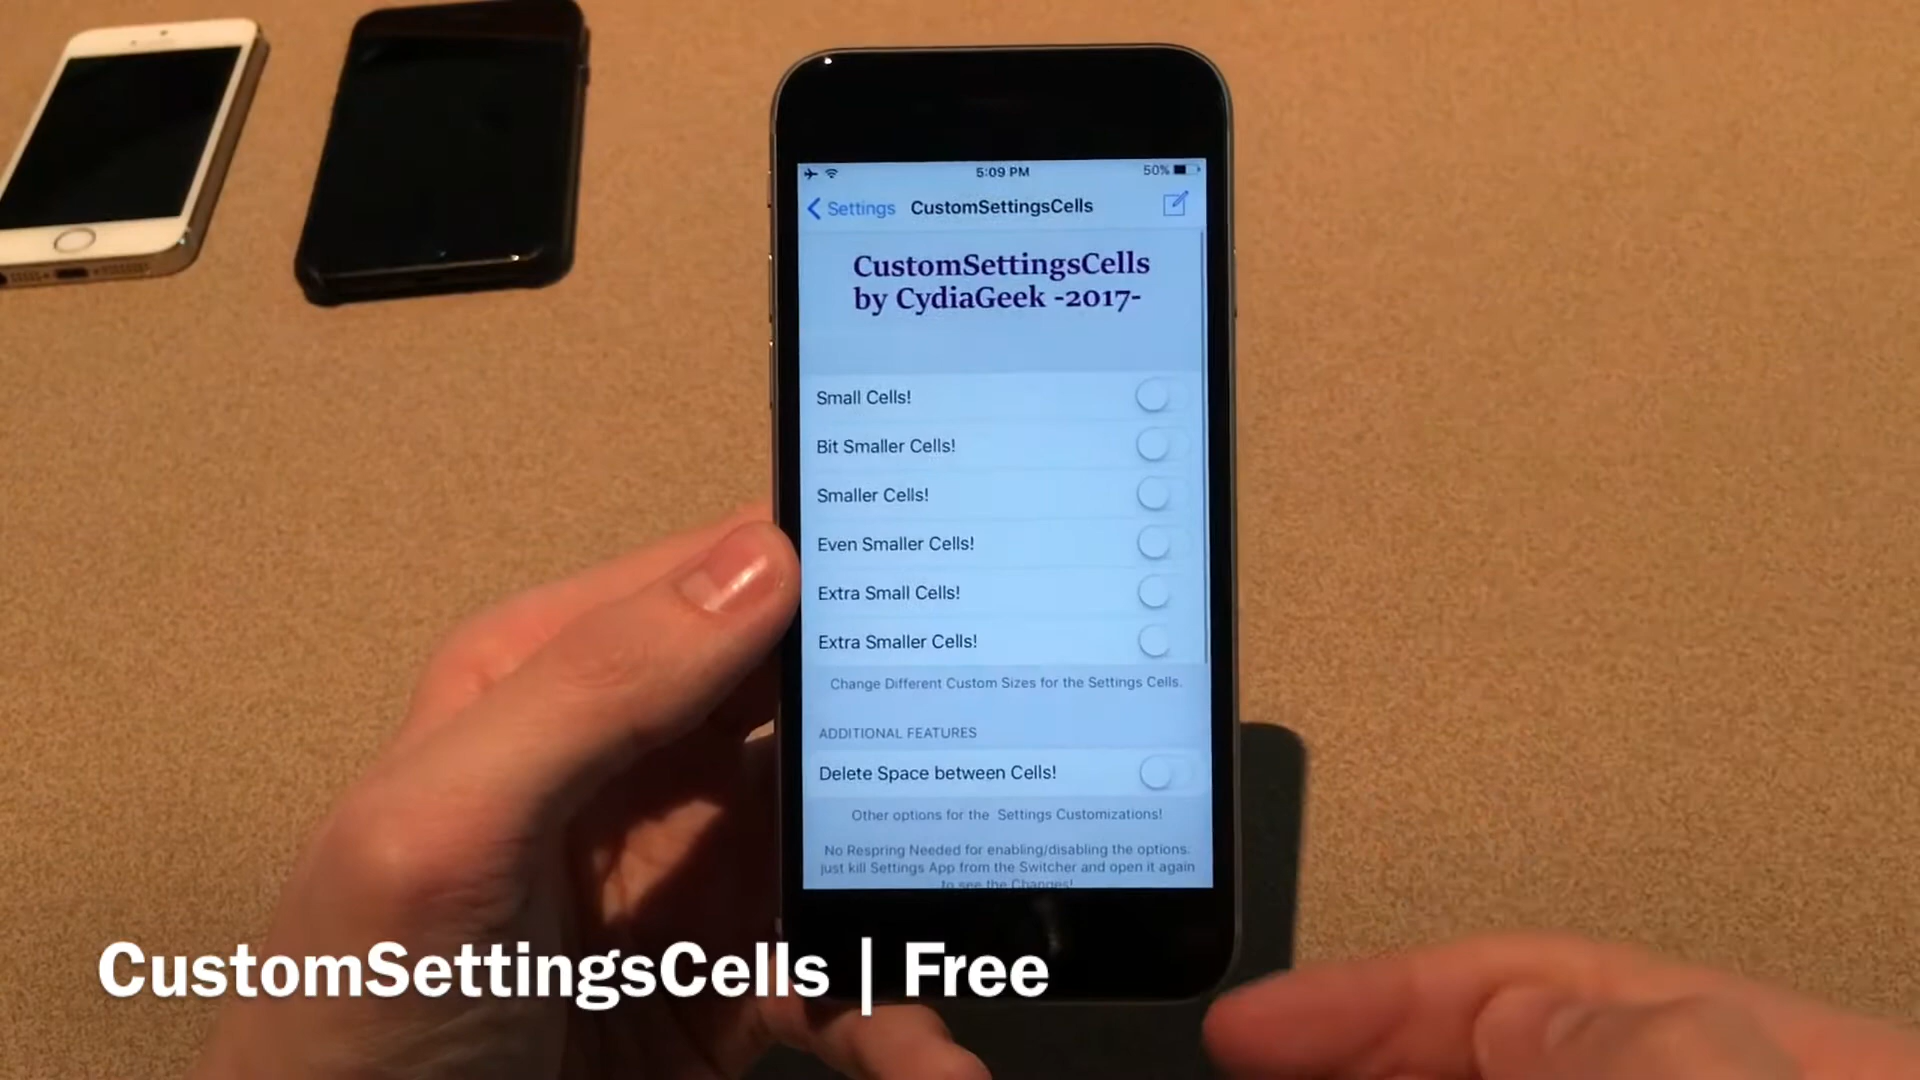 5:09 PM
50%
Settings
CustomSettingsCells
CustomSettingsCells
by CydiaGeek -2017-
Small Cells!
Bit Smaller Cells!
Smaller Cells!
Even Smaller Cells!
Extra Small Cells!
Extra Smaller Cells!
Change Different Custom Sizes for the Settings Cells.
ADDITIONAL FEATURES
Delete Space between Cells!
Other options for the Settings Customizations!
No Respring Needed for enabling/disabling the options.
just kill Settings App from the Switcher and open it again
to see the Changes!
CustomSettingsCells | Free